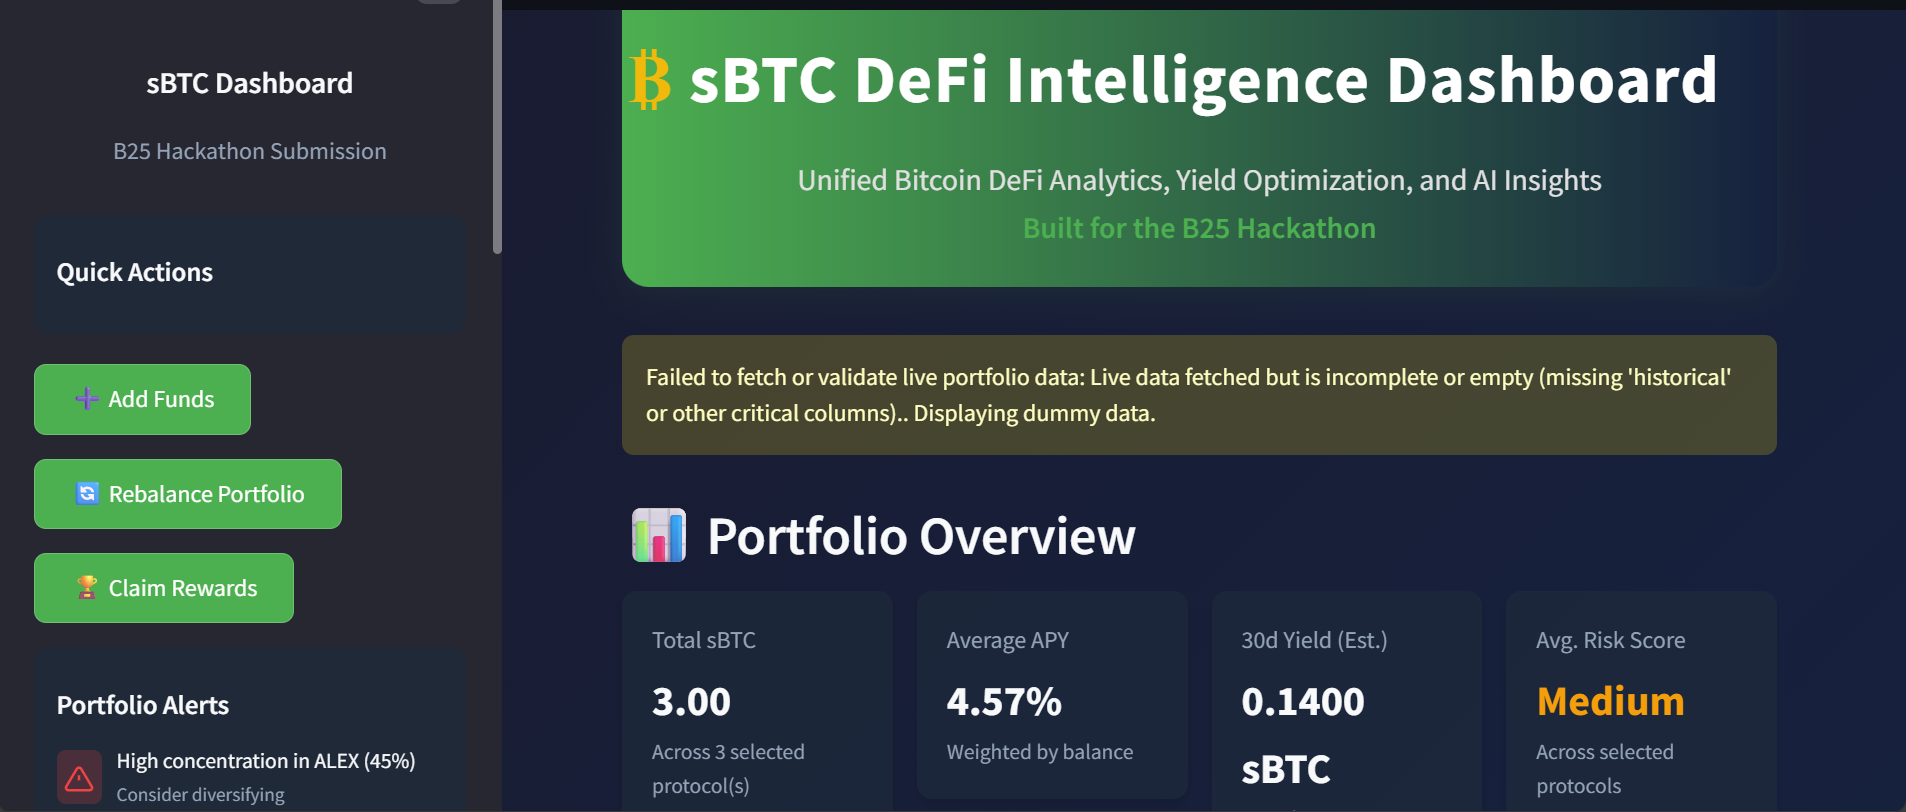 sBTC Dashboard
B25 Hackathon Submission
Quick Actions
➕ Add Funds
🔄 Rebalance Portfolio
🏆 Claim Rewards
Portfolio Alerts
High concentration in ALEX (45%)
Consider diversifying
₿ sBTC DeFi Intelligence Dashboard
Unified Bitcoin DeFi Analytics, Yield Optimization, and AI Insights
Built for the B25 Hackathon
Failed to fetch or validate live portfolio data: Live data fetched but is incomplete or empty (missing 'historical'
or other critical columns).. Displaying dummy data.
📊 Portfolio Overview
Total sBTC
3.00
Across 3 selected
protocol(s)
Average APY
4.57%
Weighted by balance
30d Yield (Est.)
0.1400
sBTC
Avg. Risk Score
Medium
Across selected
protocols